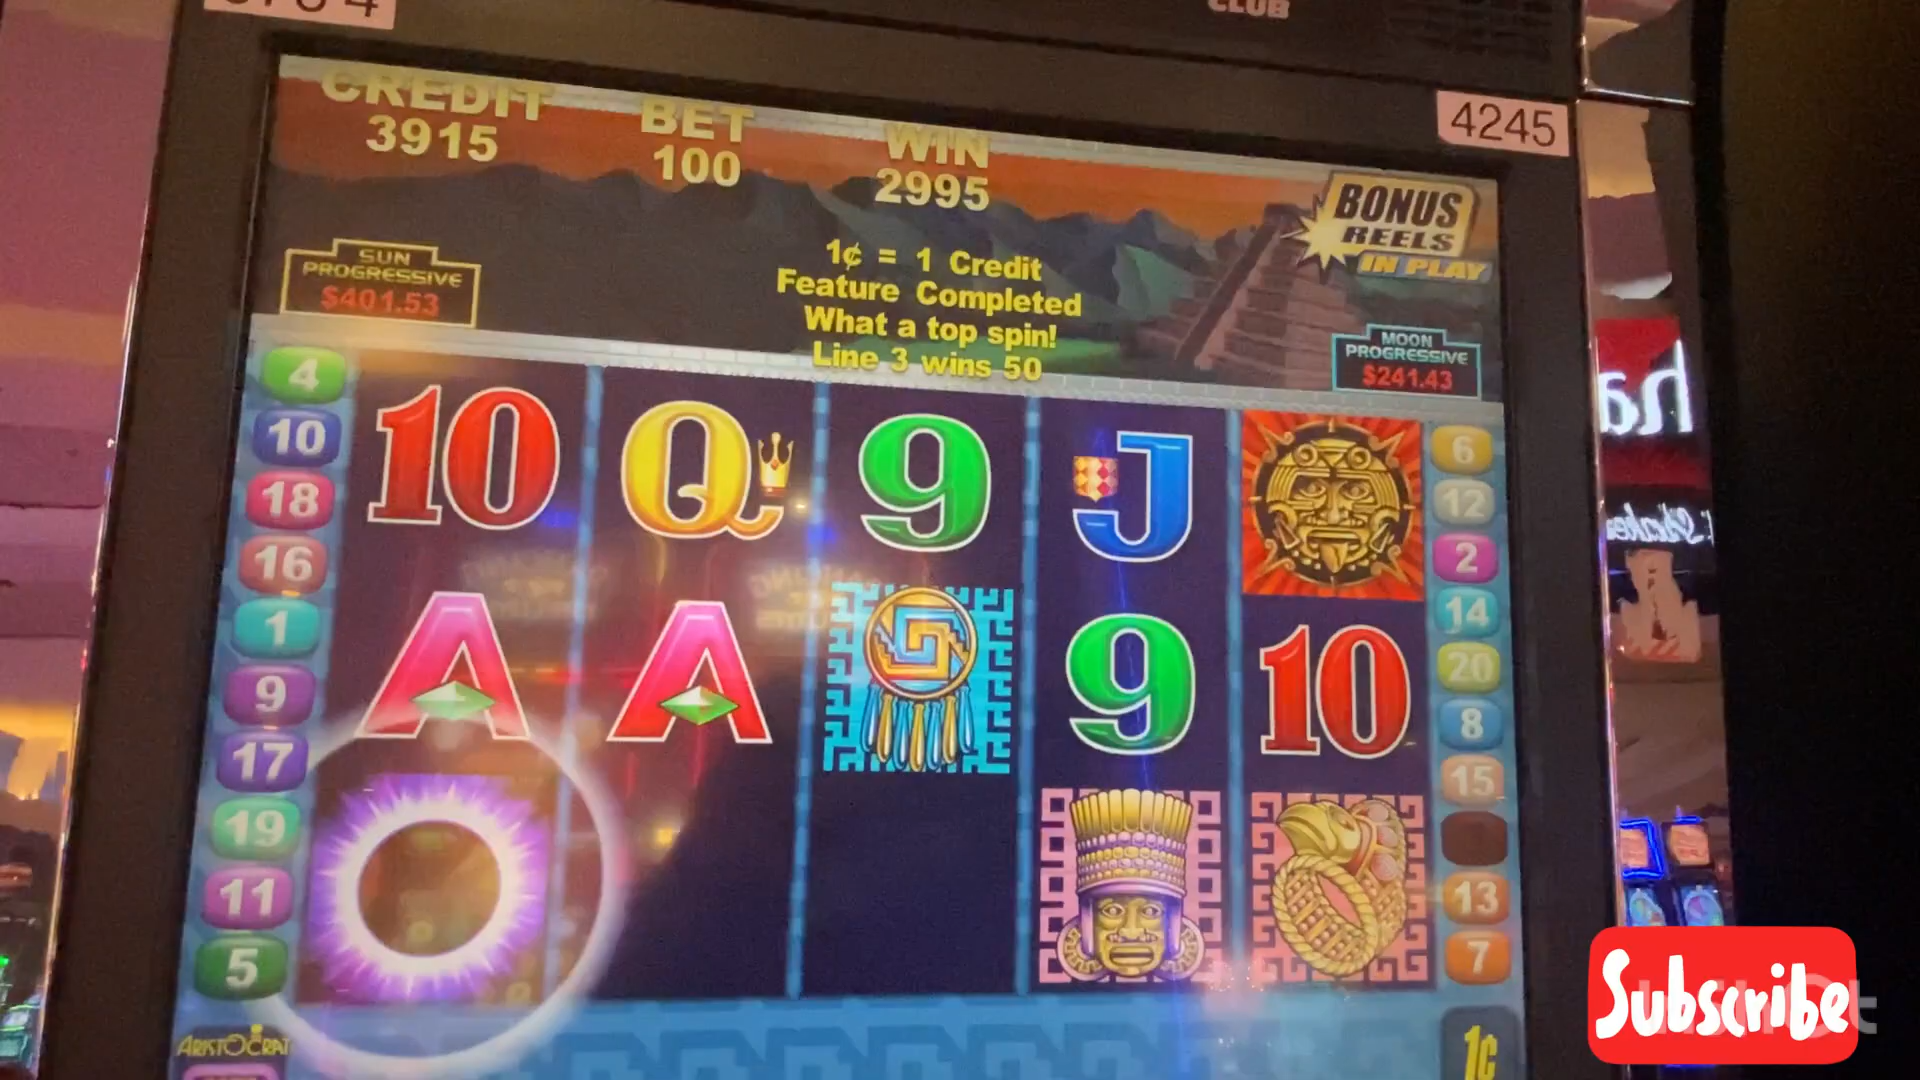 CLUB
4245
CREDIT BET WIN
3915 100 2995
BONUS
REELS
IN PLAY
SUN
PROGRESSIVE
$401.53
1¢ = 1 Credit
Feature Completed
What a top spin!
Line 3 wins 50
MOON
PROGRESSIVE
$241.43
4
10
18
16
1
9
17
19
11
5
10 Q 9 J
A A 9 10
6
12
2
14
20
8
15
13
7
ARISTOCRAT
1¢
Subscribe